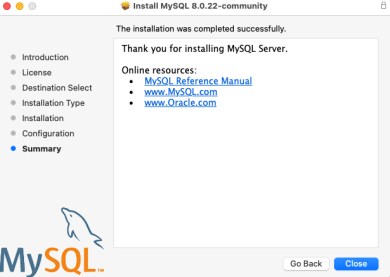 Install MySQL 8.0.22-community
The installation was completed successfully.
Introduction
License
Destination Select
Installation Type
Installation
Configuration
Summary
Thank you for installing MySQL Server.
Online resources:
• MySQL Reference Manual
• www.MySQL.com
• www.Oracle.com
MySQL™
Go Back
Close